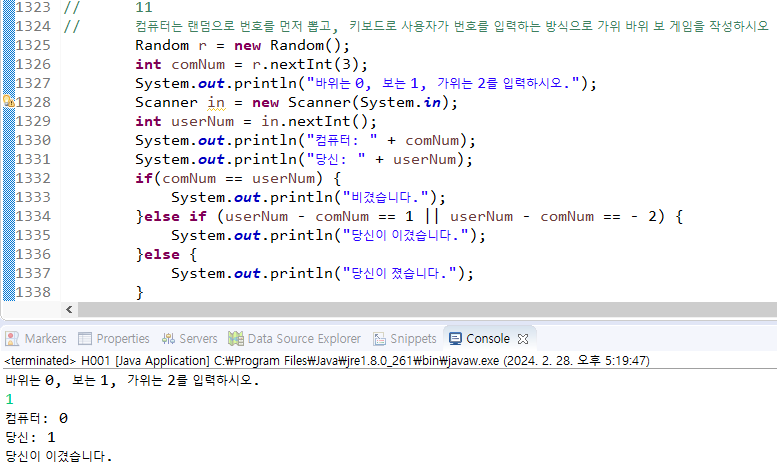 1323 //      11
1324 //      컴퓨터는 랜덤으로 번호를 먼저 뽑고, 키보드로 사용자가 번호를 입력하는 방식으로 가위 바위 보 게임을 작성하시오
1325        Random r = new Random();
1326        int comNum = r.nextInt(3);
1327        System.out.println("바위는 0, 보는 1, 가위는 2를 입력하시오.");
1328        Scanner in = new Scanner(System.in);
1329        int userNum = in.nextInt();
1330        System.out.println("컴퓨터: " + comNum);
1331        System.out.println("당신: " + userNum);
1332        if(comNum == userNum) {
1333            System.out.println("비겼습니다.");
1334        }else if (userNum - comNum == 1 || userNum - comNum == - 2) {
1335            System.out.println("당신이 이겼습니다.");
1336        }else {
1337            System.out.println("당신이 졌습니다.");
1338        }
Markers Properties Servers Data Source Explorer Snippets Console
<terminated> H001 [Java Application] C:₩Program Files₩Java₩jre1.8.0_261₩bin₩javaw.exe (2024. 2. 28. 오후 5:19:47)
바위는 0, 보는 1, 가위는 2를 입력하시오.
1
컴퓨터: 0
당신: 1
당신이 이겼습니다.